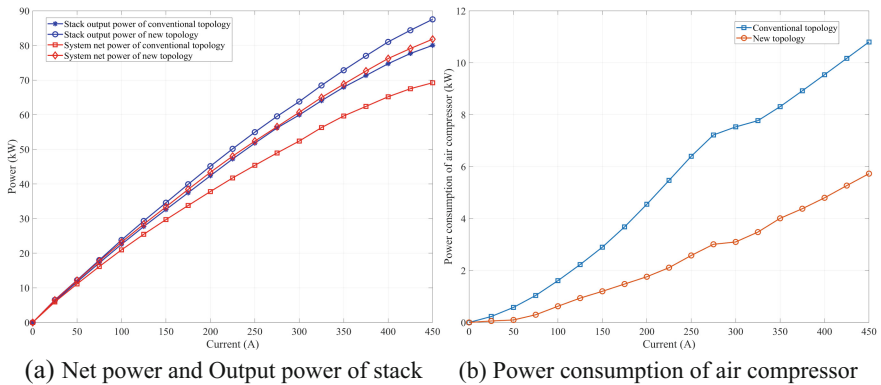 Stack output power of conventional topology
Stack output power of new topology
System net power of conventional topology
System net power of new topology
Power (kW)
90
80
70
60
50
40
30
20
10
0
0 50 100 150 200 250 300 350 400 450
Current (A)
(a) Net power and Output power of stack
Conventional topology
New topology
Power consumption of air compressor (kW)
12
10
8
6
4
2
0
0 50 100 150 200 250 300 350 400 450
Current (A)
(b) Power consumption of air compressor